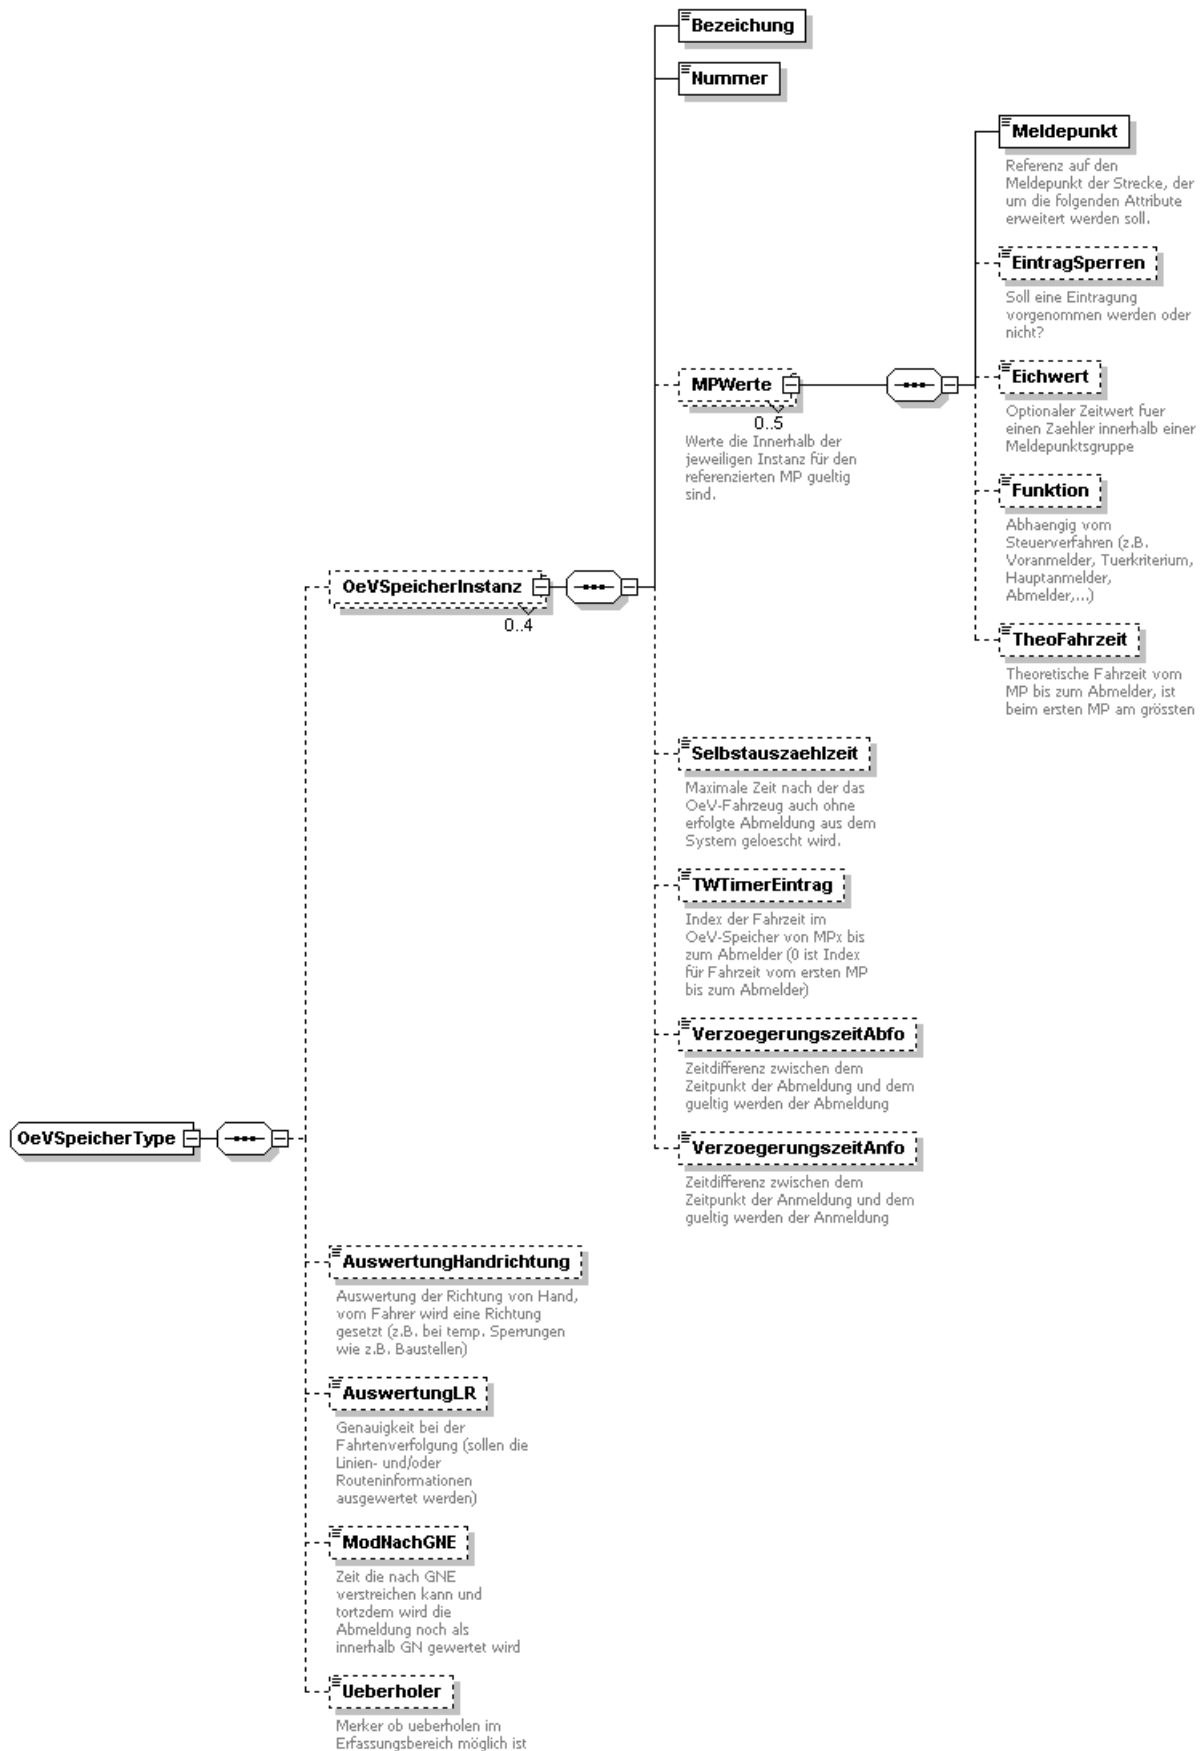 Bezeichung
Nummer
Meldepunkt
Referenz auf den
Meldepunkt der Strecke, der
um die folgenden Attribute
erweitert werden soll.
EintragSperren
Soll eine Eintragung
vorgenommen werden oder
nicht?
MPWerte
0..5
Werte die Innerhalb der
jeweiligen Instanz für den
referenzierten MP gueltig
sind.
Eichwert
Optionaler Zeitwert fuer
einen Zaehler innerhalb einer
Meldepunktsgruppe
Funktion
Abhaengig vom
Steuerverfahren (z.B.
Voranmelder, Tuerkriterium,
Hauptanmelder,
Abmelder,...)
TheoFahrzeit
Theoretische Fahrzeit vom
MP bis zum Abmelder, ist
beim ersten MP am grössten
OeVSpeicherInstanz
0..4
Selbstauszaehlzeit
Maximale Zeit nach der das
OeV-Fahrzeug auch ohne
erfolgte Abmeldung aus dem
System geloescht wird.
TWTimerEintrag
Index der Fahrzeit im
OeV-Speicher von MPx bis
zum Abmelder (0 ist Index
für Fahrzeit vom ersten MP
bis zum Abmelder)
VerzoegerungszeitAbfo
Zeitdifferenz zwischen dem
Zeitpunkt der Abmeldung und dem
gueltig werden der Abmeldung
VerzoegerungszeitAnfo
Zeitdifferenz zwischen dem
Zeitpunkt der Anmeldung und dem
gueltig werden der Anmeldung
OeVSpeicherType
AuswertungHandrichtung
Auswertung der Richtung von Hand,
vom Fahrer wird eine Richtung
gesetzt (z.B. bei temp. Sperrungen
wie z.B. Baustellen)
AuswertungLR
Genauigkeit bei der
Fahrtenverfolgung (sollen die
Linien- und/oder
Routeninformationen
ausgewertet werden)
ModNachGNE
Zeit die nach GNE
verstreichen kann und
tortzdem wird die
Abmeldung noch als
innerhalb GN gewertet wird
Ueberholer
Merker ob ueberholen im
Erfassungsbereich möglich ist